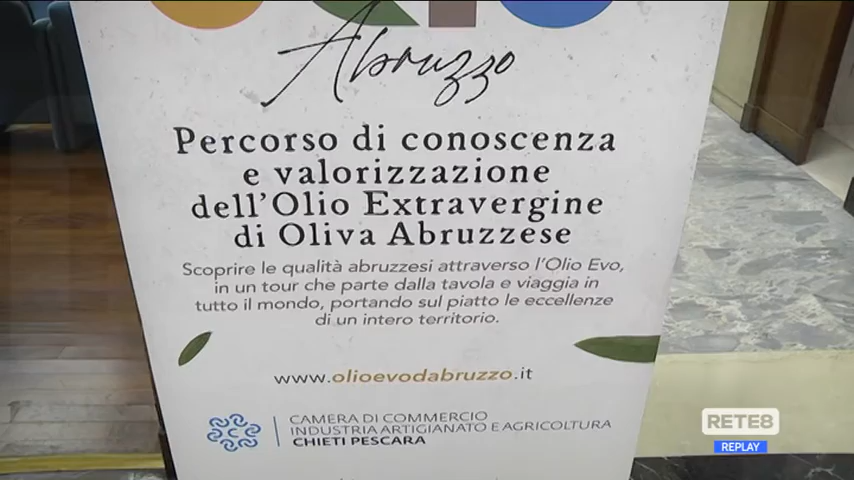 Abruzzo
Percorso di conoscenza
e valorizzazione
dell'Olio Extravergine
di Oliva Abruzzese
Scoprire le qualità abruzzesi attraverso l'Olio Evo,
in un tour che parte dalla tavola e viaggia in
tutto il mondo, portando sul piatto le eccellenze
di un intero territorio.
www.olioevodabruzzo.it
CAMERA DI COMMERCIO
INDUSTRIA ARTIGIANATO E AGRICOLTURA
CHIETI PESCARA
RETE8
REPLAY